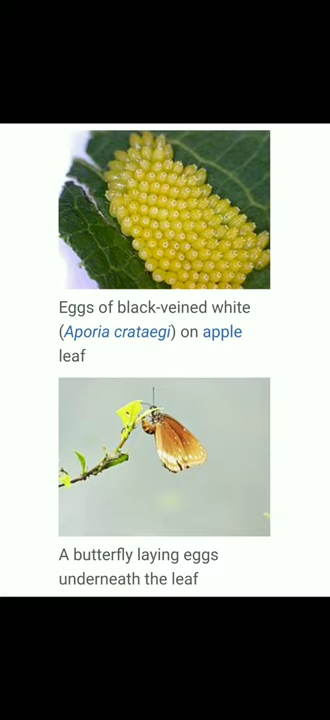 Eggs of black-veined white
(Aporia crataegi) on apple
leaf
A butterfly laying eggs
underneath the leaf